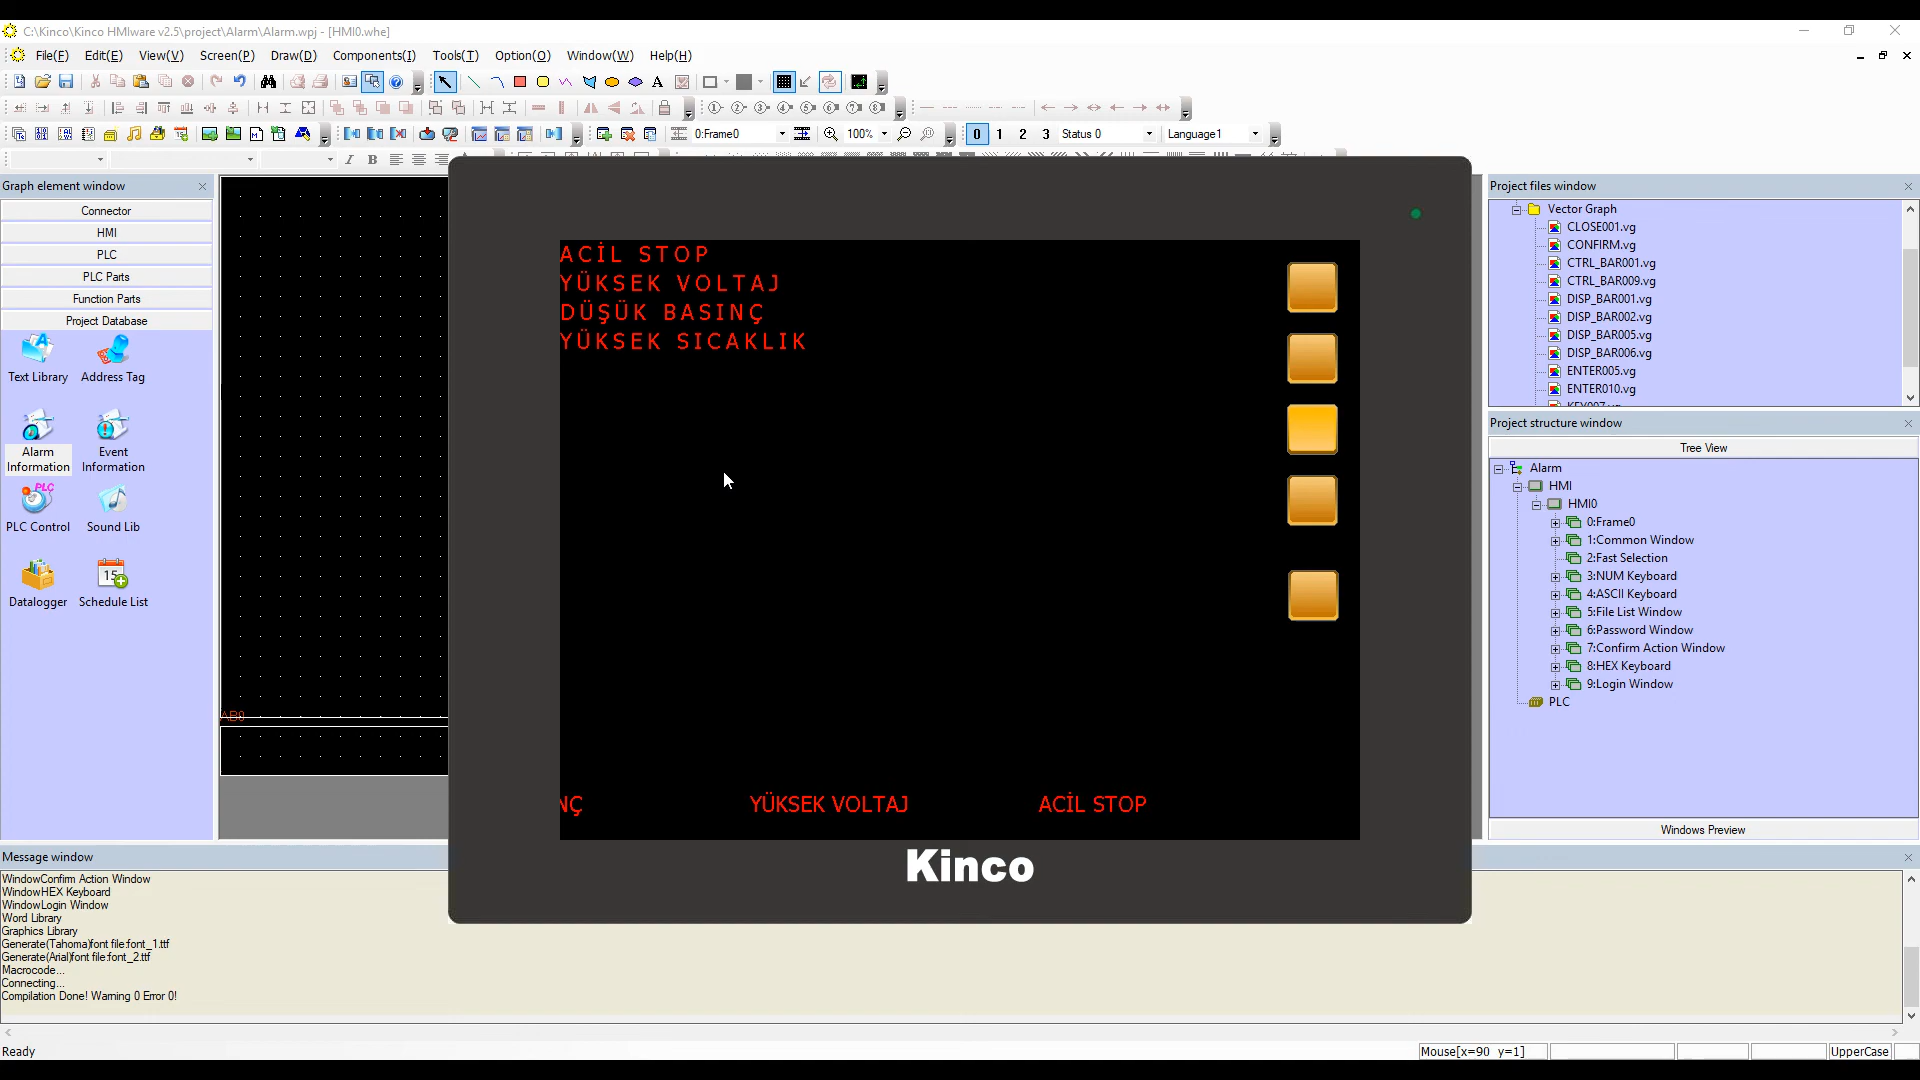 C:\Kinco\Kinco HMIware v2.5\project\Alarm\Alarm.wpj - [HMI0.whe]
File(F) Edit(E) View(V) Screen(P) Draw(D) Components(I) Tools(T) Option(O) Window(W) Help(H)
0:Frame0 100% 0 1 2 3 Status 0 Language1
Graph element window
Connector
HMI
PLC
PLC Parts
Function Parts
Project Database
Text Library Address Tag
Alarm Information
Event Information
PLC Control Sound Lib
Datalogger Schedule List
AB0
ACİL STOP
YÜKSEK VOLTAJ
DÜŞÜK BASINÇ
YÜKSEK SICAKLIK
NÇ YÜKSEK VOLTAJ ACİL STOP
Kinco
Project files window
Vector Graph
CLOSE001.vg
CONFIRM.vg
CTRL_BAR001.vg
CTRL_BAR009.vg
DISP_BAR001.vg
DISP_BAR002.vg
DISP_BAR005.vg
DISP_BAR006.vg
ENTER005.vg
ENTER010.vg
Project structure window
Tree View
Alarm
HMI
HMI0
0:Frame0
1:Common Window
2:Fast Selection
3:NUM Keyboard
4:ASCII Keyboard
5:File List Window
6:Password Window
7:Confirm Action Window
8:HEX Keyboard
9:Login Window
PLC
Windows Preview
Message window
WindowConfirm Action Window
WindowHEX Keyboard
WindowLogin Window
Word Library
Graphics Library
Generate(Tahoma)font file:font_1.ttf
Generate(Arial)font file:font_2.ttf
Macrocode...
Connecting...
Compilation Done! Warning 0 Error 0!
Ready
Mouse[x=90 y=1]
UpperCase